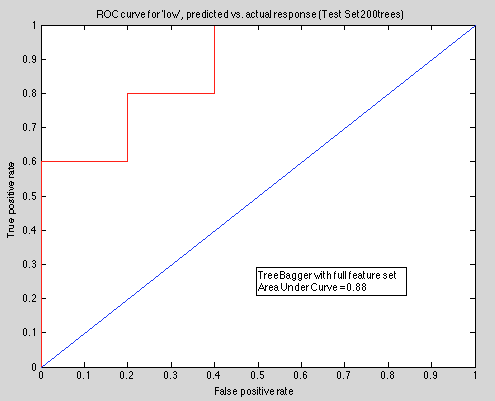 ROC curve for 'low', predicted vs. actual response (Test Set200trees)
1
0.9
0.8
0.7
0.6
0.5
0.4
0.3
0.2
0.1
0
True positive rate
TreeBagger with full feature set
Area Under Curve = 0.88
0 0.1 0.2 0.3 0.4 0.5 0.6 0.7 0.8 0.9 1
False positive rate